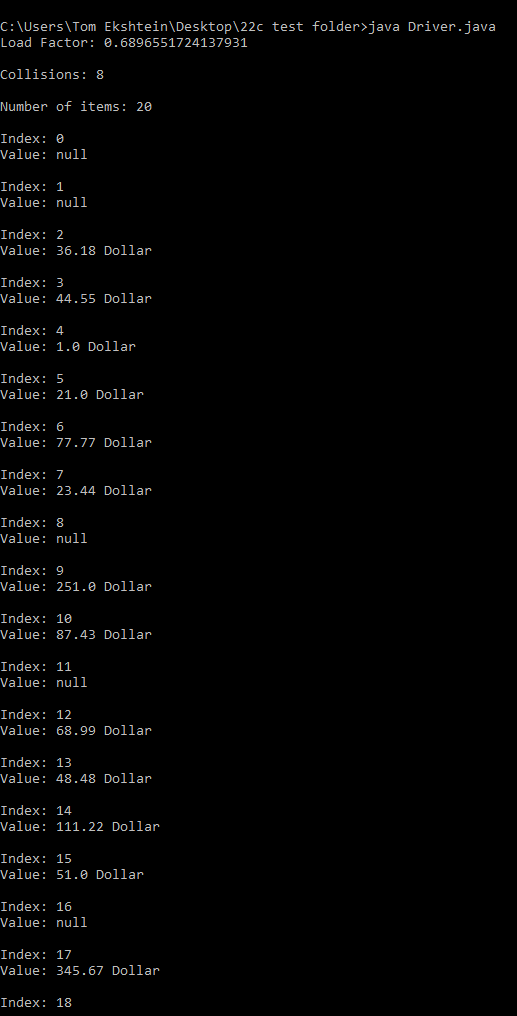 C:\Users\Tom Ekshtein\Desktop\22c test folder>java Driver.java
Load Factor: 0.6896551724137931
Collisions: 8
Number of items: 20
Index: 0
Value: null
Index: 1
Value: null
Index: 2
Value: 36.18 Dollar
Index: 3
Value: 44.55 Dollar
Index: 4
Value: 1.0 Dollar
Index: 5
Value: 21.0 Dollar
Index: 6
Value: 77.77 Dollar
Index: 7
Value: 23.44 Dollar
Index: 8
Value: null
Index: 9
Value: 251.0 Dollar
Index: 10
Value: 87.43 Dollar
Index: 11
Value: null
Index: 12
Value: 68.99 Dollar
Index: 13
Value: 48.48 Dollar
Index: 14
Value: 111.22 Dollar
Index: 15
Value: 51.0 Dollar
Index: 16
Value: null
Index: 17
Value: 345.67 Dollar
Index: 18